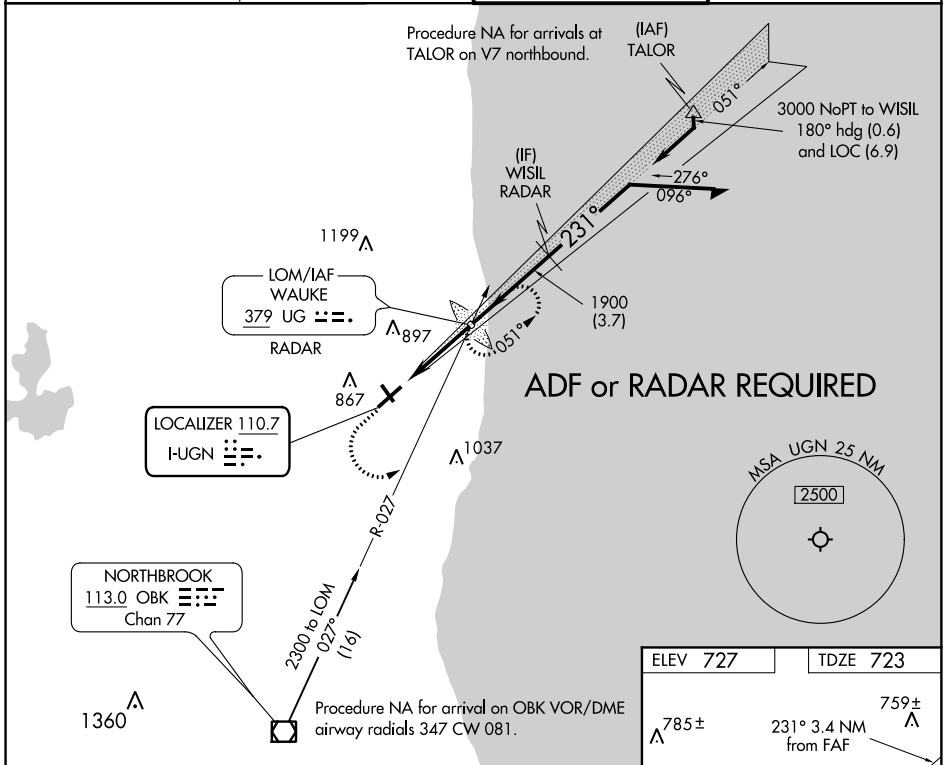 Procedure NA for arrivals at
TALOR on V7 northbound.
(IAF)
TALOR
051°
3000 NoPT to WISIL
180° hdg (0.6)
and LOC (6.9)
(IF)
WISIL
RADAR
276°
096°
231°
1199
LOM/IAF
WAUKE
379 UG
RADAR
897
051°
1900
(3.7)
867
ADF or RADAR REQUIRED
LOCALIZER 110.7
I-UGN
1037
MSA UGN 25 NM
2500
R-027
NORTHBROOK
113.0 OBK
Chan 77
2300 to LOM
027°
(16)
1360
Procedure NA for arrival on OBK VOR/DME
airway radials 347 CW 081.
ELEV 727
TDZE 723
785±
759±
231° 3.4 NM
from FAF